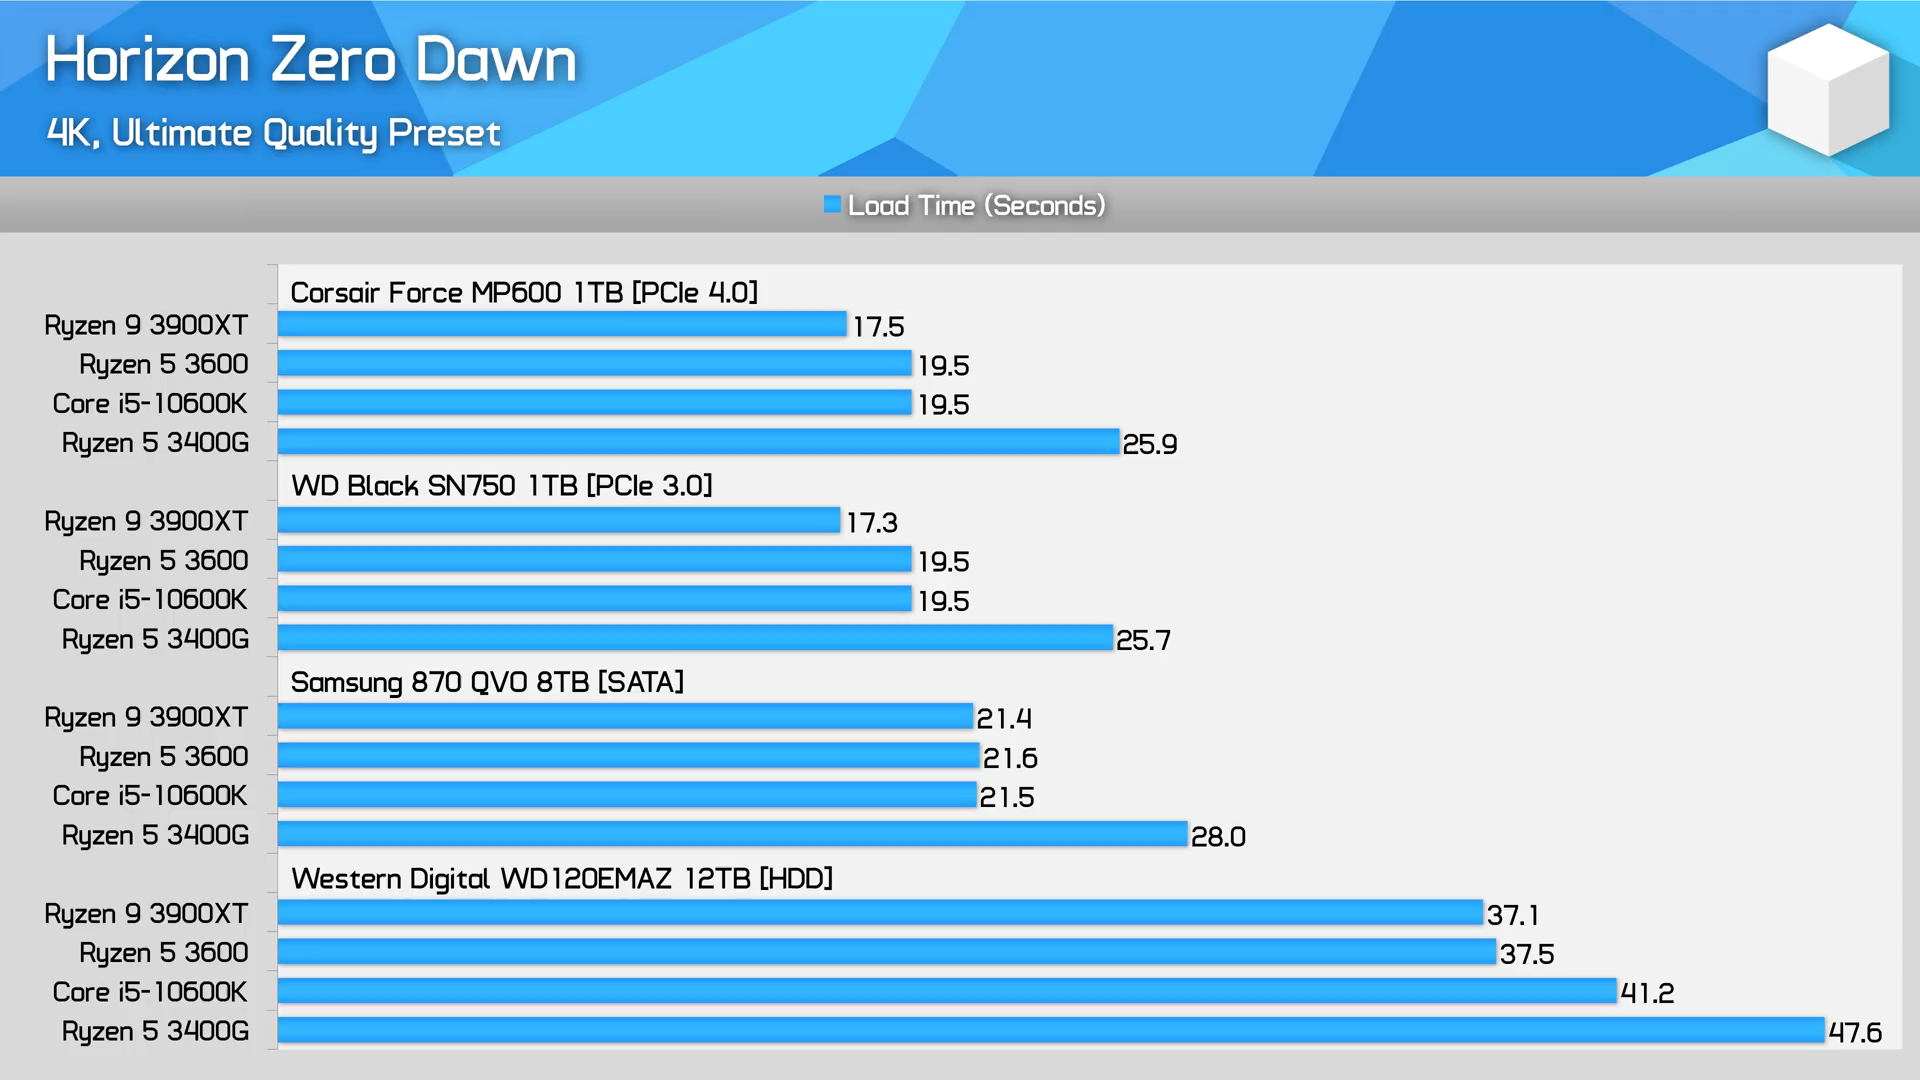 Horizon Zero Dawn
4K, Ultimate Quality Preset
Load Time (Seconds)
Corsair Force MP600 1TB [PCIe 4.0]
Ryzen 9 3900XT 17.5
Ryzen 5 3600 19.5
Core i5-10600K 19.5
Ryzen 5 3400G 25.9
WD Black SN750 1TB [PCIe 3.0]
Ryzen 9 3900XT 17.3
Ryzen 5 3600 19.5
Core i5-10600K 19.5
Ryzen 5 3400G 25.7
Samsung 870 QVO 8TB [SATA]
Ryzen 9 3900XT 21.4
Ryzen 5 3600 21.6
Core i5-10600K 21.5
Ryzen 5 3400G 28.0
Western Digital WD120EMAZ 12TB [HDD]
Ryzen 9 3900XT 37.1
Ryzen 5 3600 37.5
Core i5-10600K 41.2
Ryzen 5 3400G 47.6